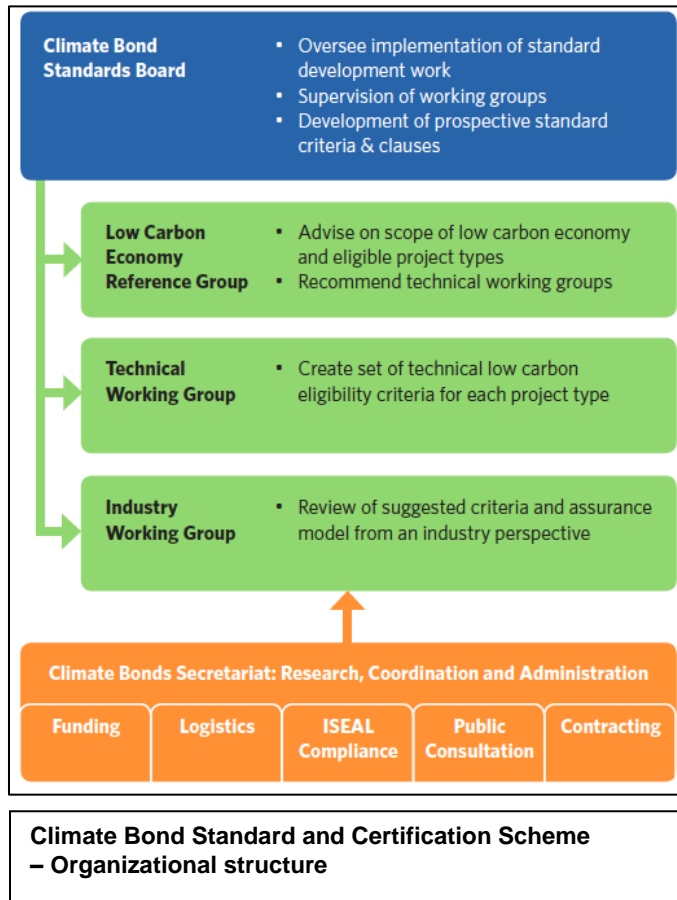 Climate Bond
Standards Board
• Oversee implementation of standard
development work
• Supervision of working groups
• Development of prospective standard
criteria & clauses
Low Carbon
Economy
Reference Group
• Advise on scope of low carbon economy
and eligible project types
• Recommend technical working groups
Technical
Working Group
• Create set of technical low carbon
eligibility criteria for each project type
Industry
Working Group
• Review of suggested criteria and assurance
model from an industry perspective
Climate Bonds Secretariat: Research, Coordination and Administration
Funding
Logistics
ISEAL
Compliance
Public
Consultation
Contracting
Climate Bond Standard and Certification Scheme
– Organizational structure